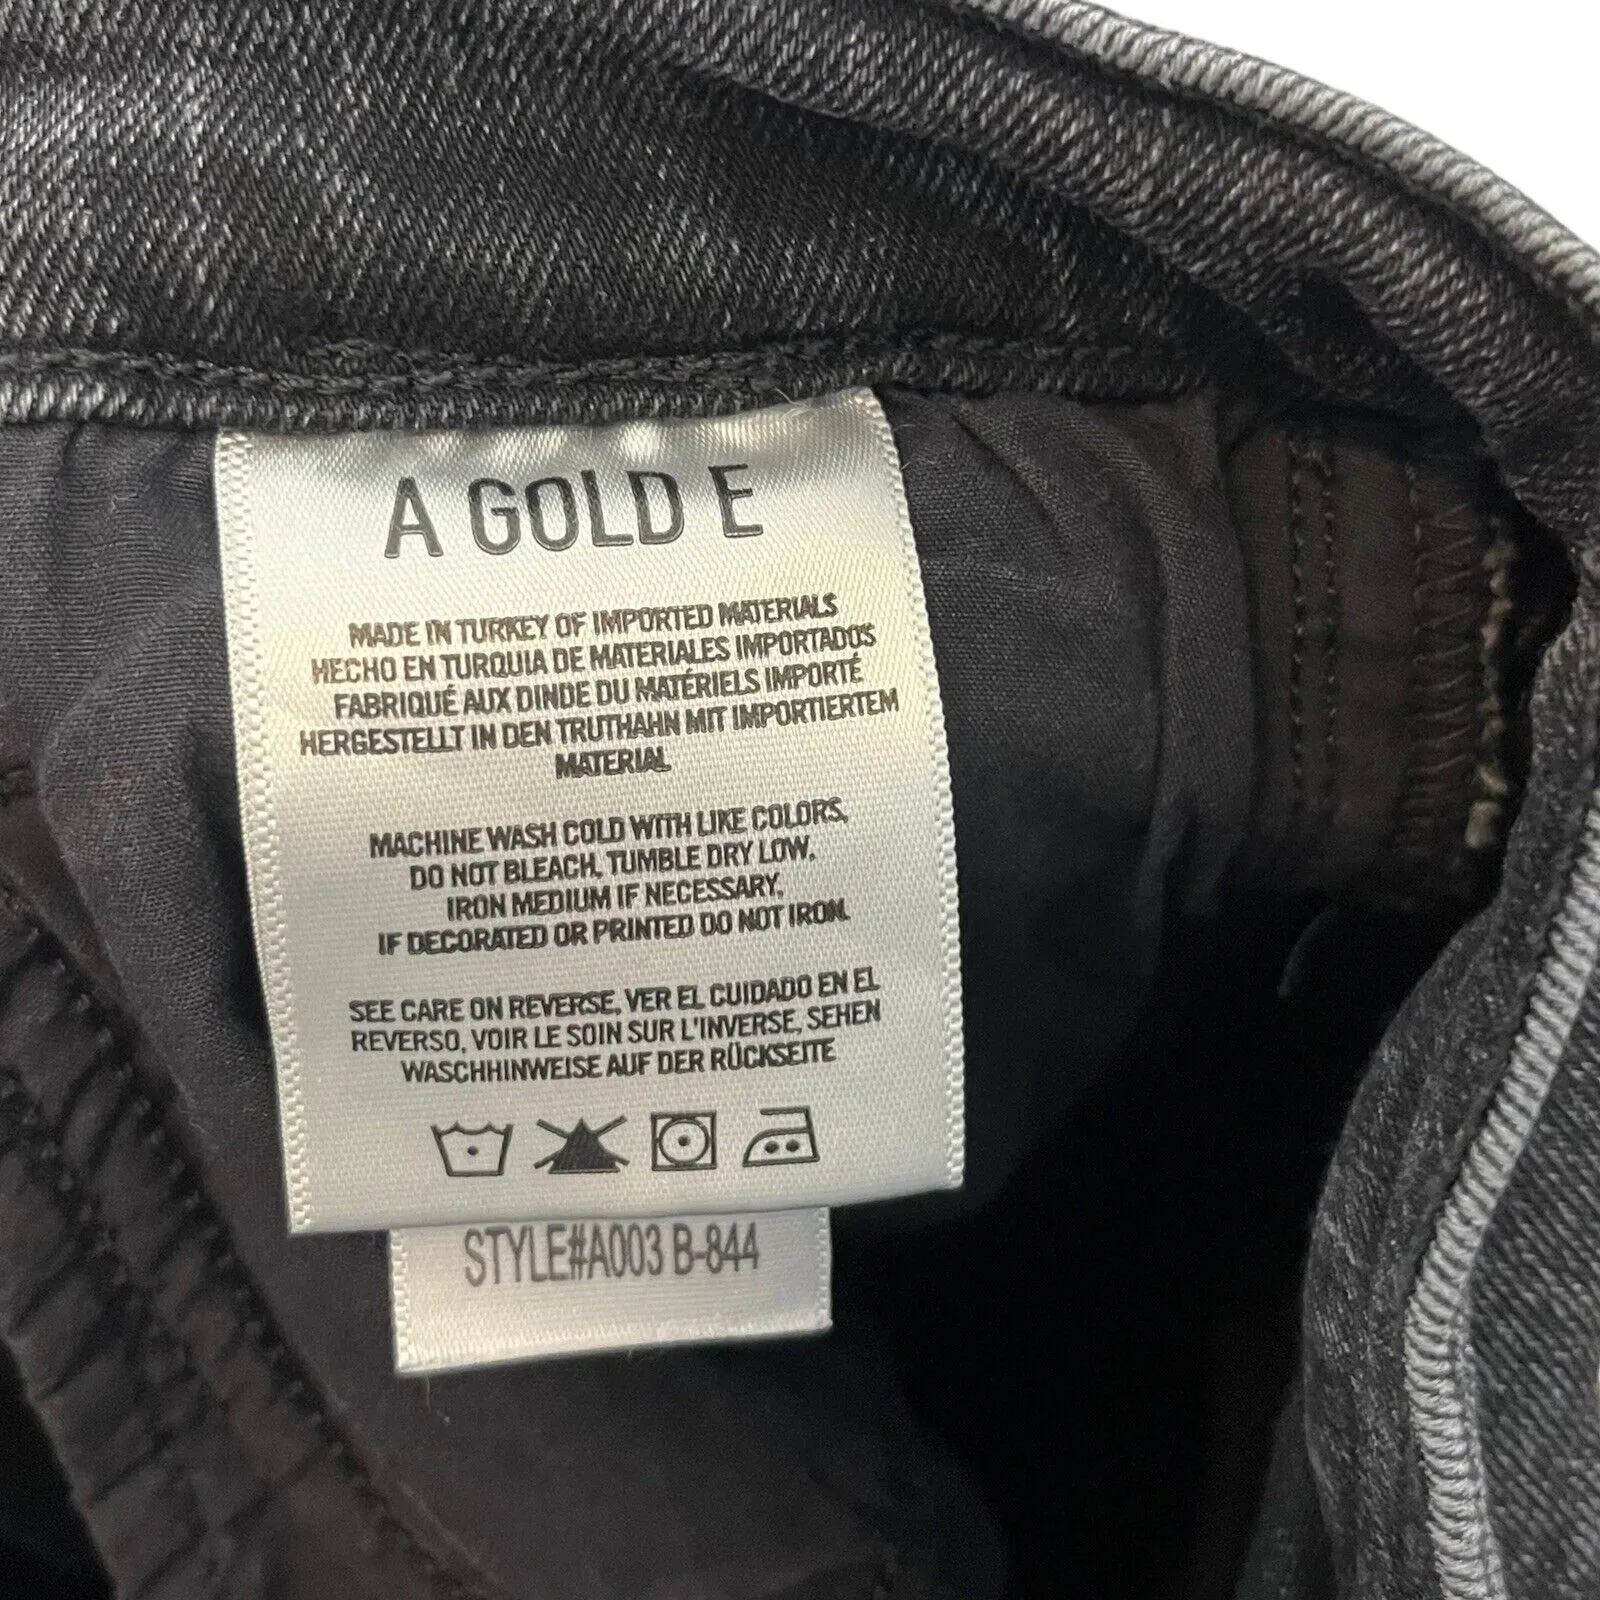 A GOLD E
MADE IN TURKEY OF IMPORTED MATERIALS
HECHO EN TURQUIA DE MATERIALES IMPORTADOS
FABRIQUÉ AUX DINDE DU MATÉRIELS IMPORTÉ
HERGESTELLT IN DEN TRUTHAHN MIT IMPORTIERTEM
MATERIAL
MACHINE WASH COLD WITH LIKE COLORS,
DO NOT BLEACH. TUMBLE DRY LOW.
IRON MEDIUM IF NECESSARY.
IF DECORATED OR PRINTED DO NOT IRON.
SEE CARE ON REVERSE, VER EL CUIDADO EN EL
REVERSO, VOIR LE SOIN SUR L'INVERSE, SEHEN
WASCHHINWEISE AUF DER RÜCKSEITE
STYLE#A003 B-844